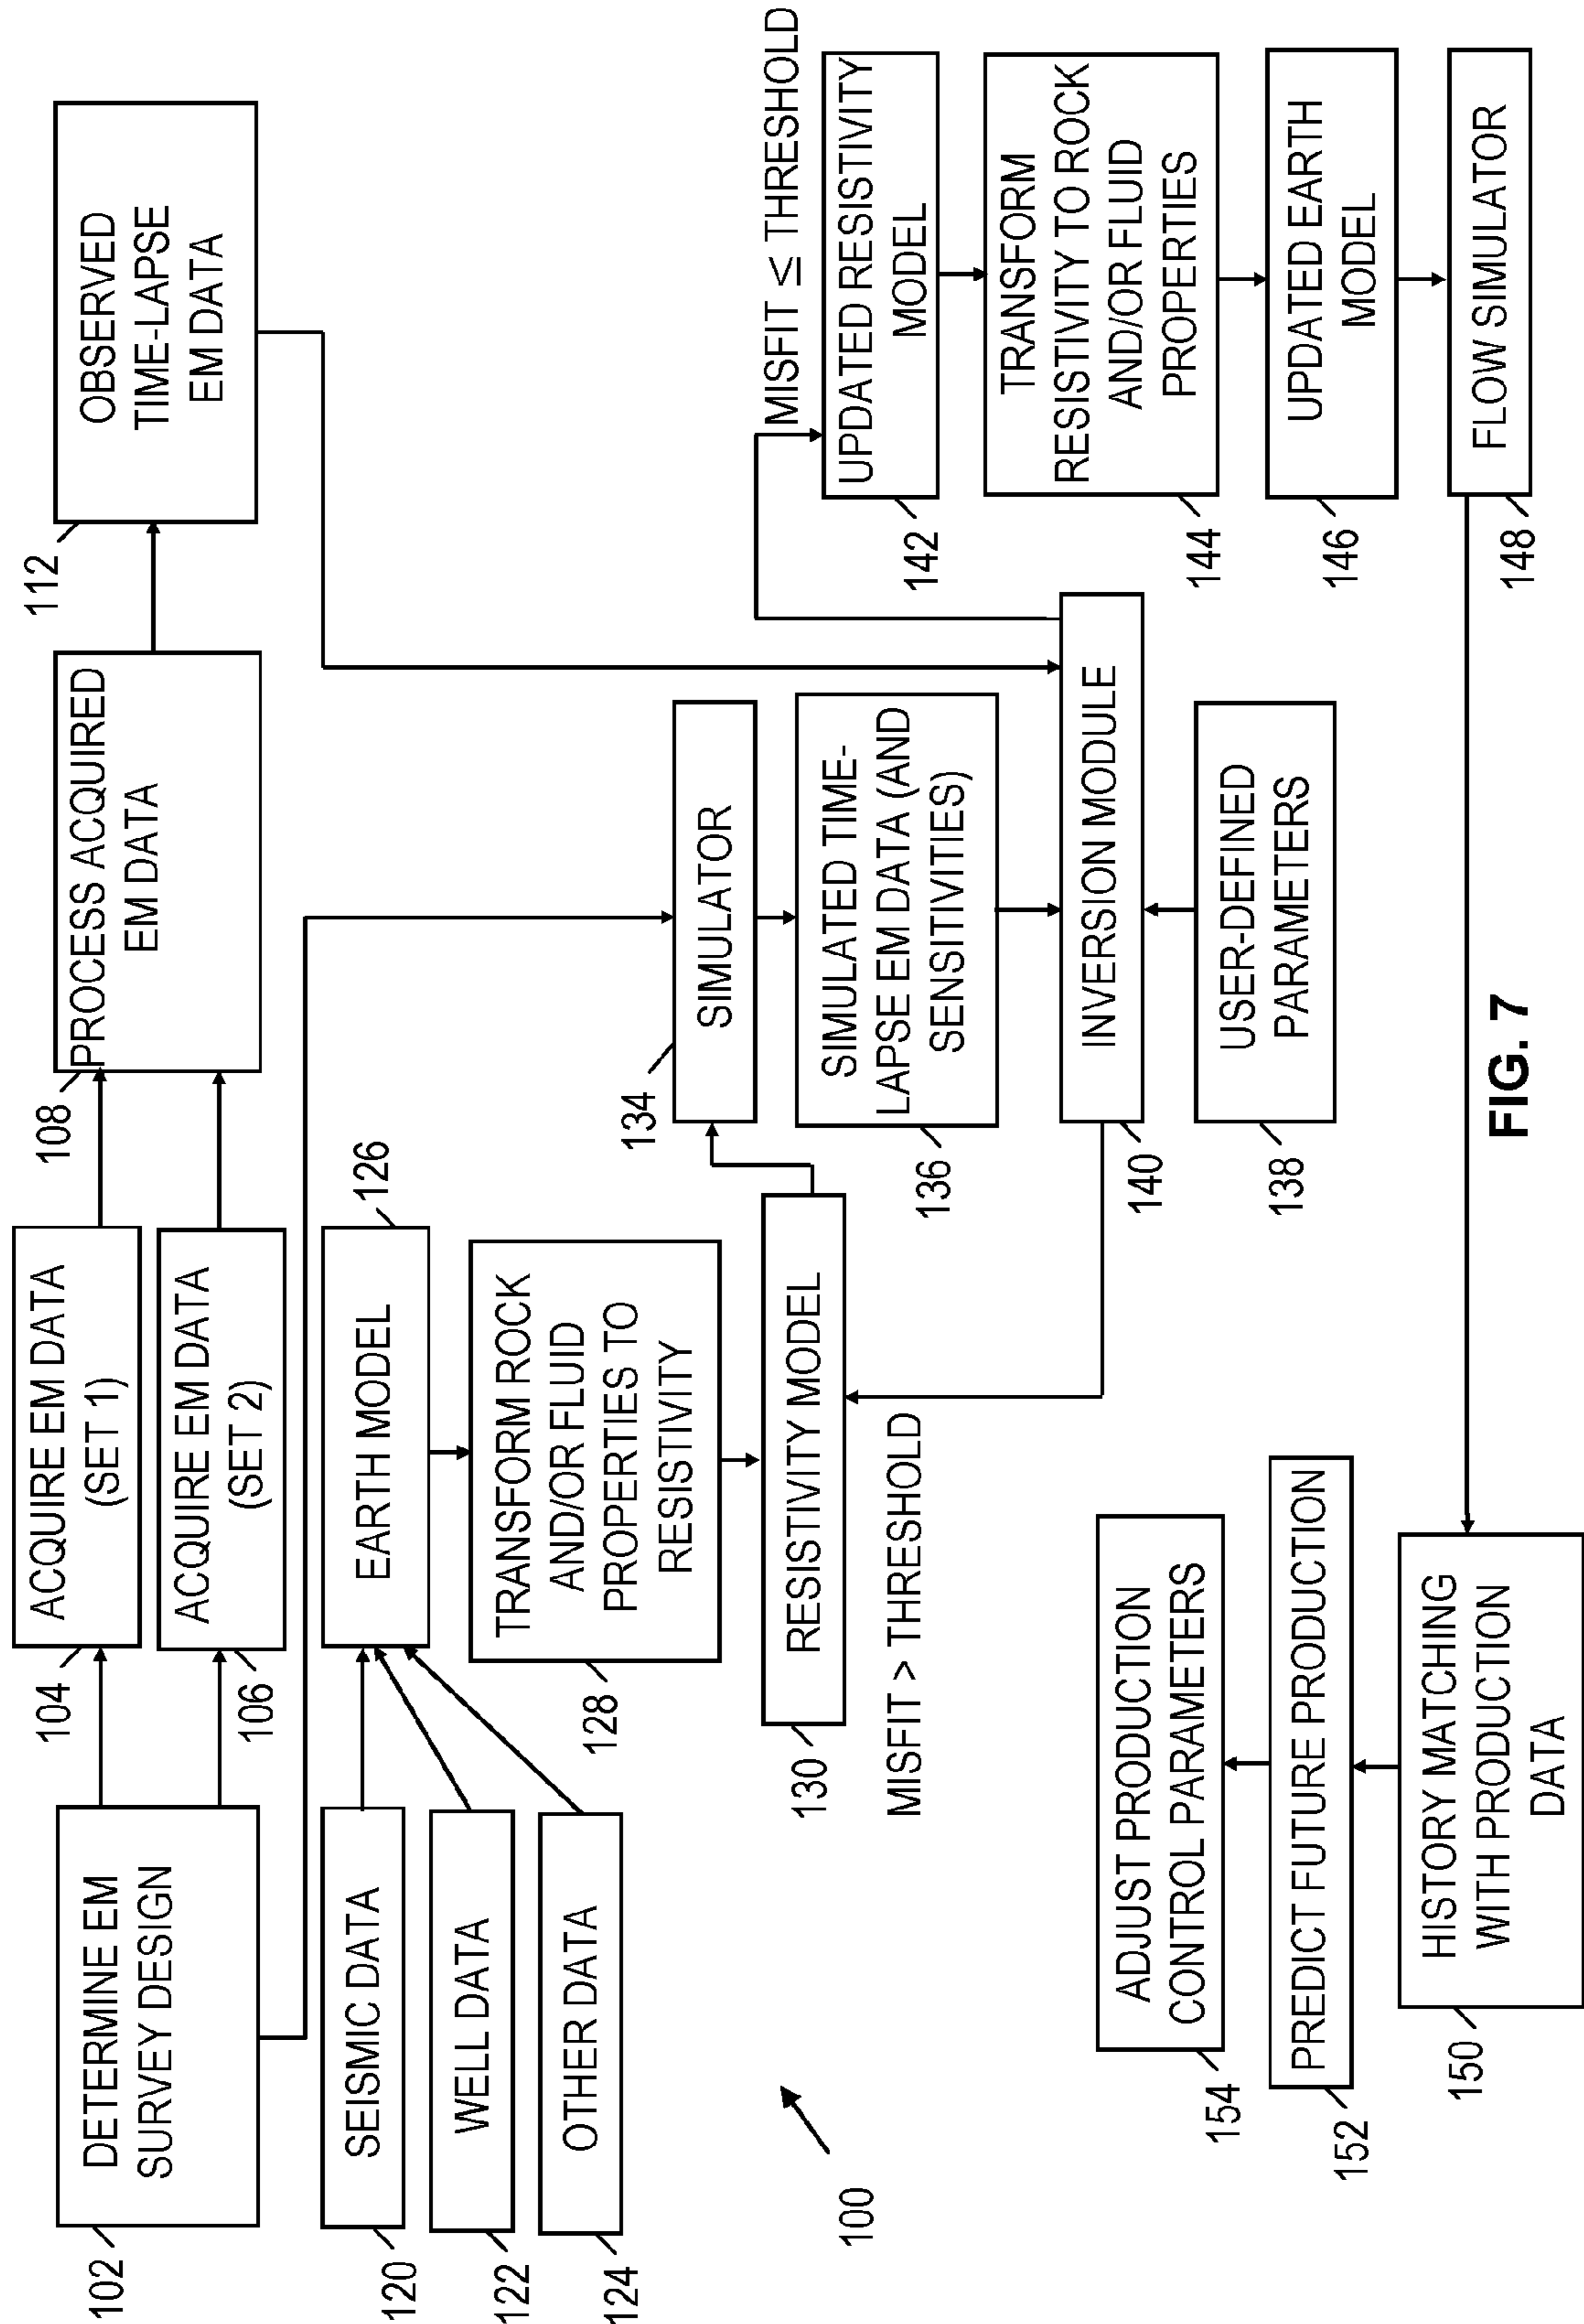 102
DETERMINE EM
SURVEY DESIGN
104
ACQUIRE EM DATA
(SET 1)
106
ACQUIRE EM DATA
(SET 2)
108
PROCESS ACQUIRED
EM DATA
112
OBSERVED
TIME-LAPSE
EM DATA
120
SEISMIC DATA
122
WELL DATA
124
OTHER DATA
126
EARTH MODEL
128
TRANSFORM ROCK
AND/OR FLUID
PROPERTIES TO
RESISTIVITY
130
RESISTIVITY MODEL
MISFIT > THRESHOLD
134
SIMULATOR
136
SIMULATED TIME-
LAPSE EM DATA (AND
SENSITIVITIES)
140
INVERSION MODULE
138
USER-DEFINED
PARAMETERS
MISFIT ≤ THRESHOLD
142
UPDATED RESISTIVITY
MODEL
144
TRANSFORM
RESISTIVITY TO ROCK
AND/OR FLUID
PROPERTIES
146
UPDATED EARTH
MODEL
148
FLOW SIMULATOR
100
154
ADJUST PRODUCTION
CONTROL PARAMETERS
152
PREDICT FUTURE PRODUCTION
150
HISTORY MATCHING
WITH PRODUCTION
DATA
FIG. 7